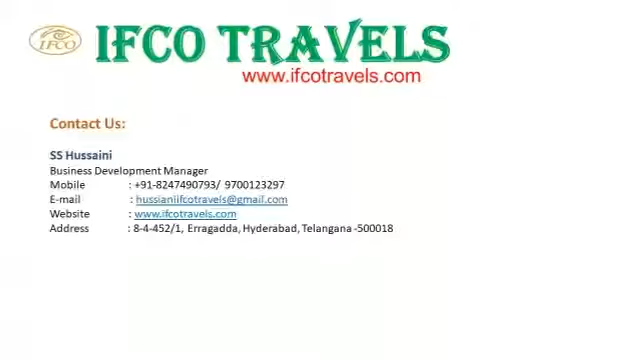 IFCO
IFCO TRAVELS
www.ifcotravels.com
Contact Us:
SS Hussaini
Business Development Manager
Mobile : +91-8247490793/ 9700123297
E-mail : hussianiifcotravels@gmail.com
Website : www.ifcotravels.com
Address : 8-4-452/1, Erragadda, Hyderabad, Telangana -500018